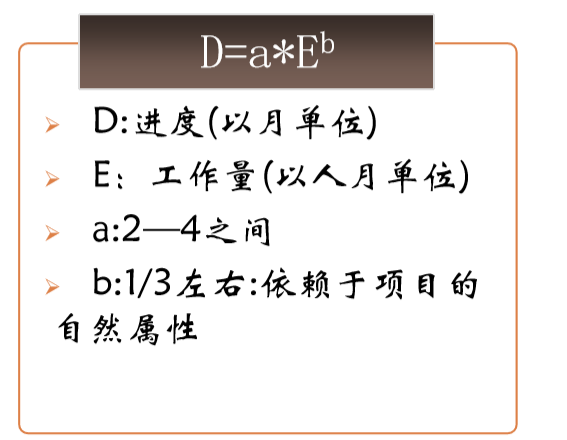 D=a*Eᵇ
D:进度(以月单位)
E：工作量(以人月单位)
a:2—4之间
b:1/3左右:依赖于项目的
自然属性